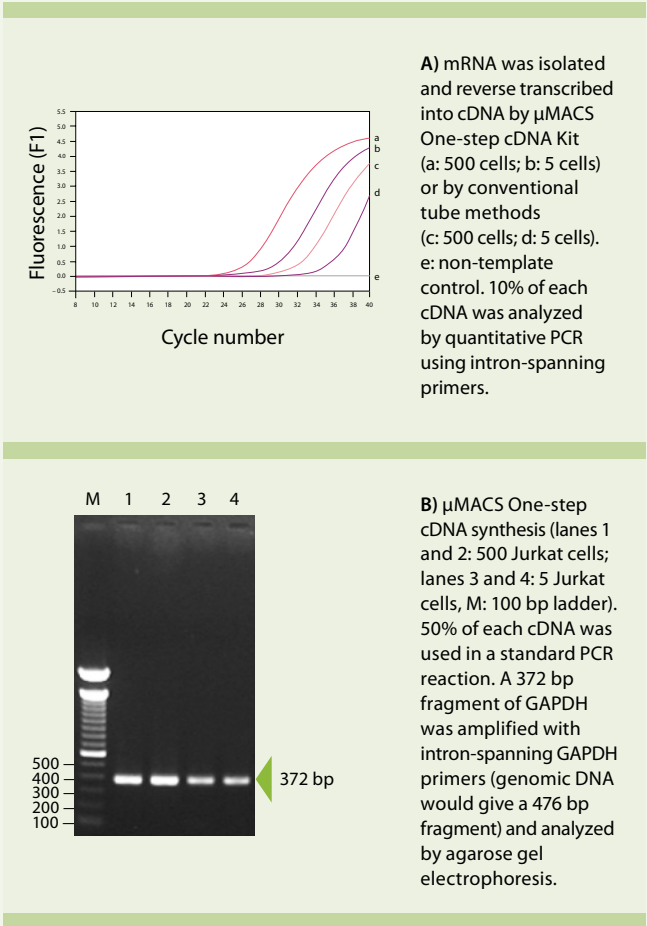 A) mRNA was isolated
and reverse transcribed
into cDNA by µMACS
One-step cDNA Kit
(a: 500 cells; b: 5 cells)
or by conventional
tube methods
(c: 500 cells; d: 5 cells).
e: non-template
control. 10% of each
cDNA was analyzed
by quantitative PCR
using intron-spanning
primers.
Fluorescence (F1)
5.5
5.0
4.5
4.0
3.5
3.0
2.5
2.0
1.5
1.0
0.5
0.0
–0.5
a
b
c
d
e
8 10 12 14 16 18 20 22 24 26 28 30 32 34 36 38 40
Cycle number
M 1 2 3 4
500
400
300
200
100
372 bp
B) µMACS One-step
cDNA synthesis (lanes 1
and 2: 500 Jurkat cells;
lanes 3 and 4: 5 Jurkat
cells, M: 100 bp ladder).
50% of each cDNA was
used in a standard PCR
reaction. A 372 bp
fragment of GAPDH
was amplified with
intron-spanning GAPDH
primers (genomic DNA
would give a 476 bp
fragment) and analyzed
by agarose gel
electrophoresis.